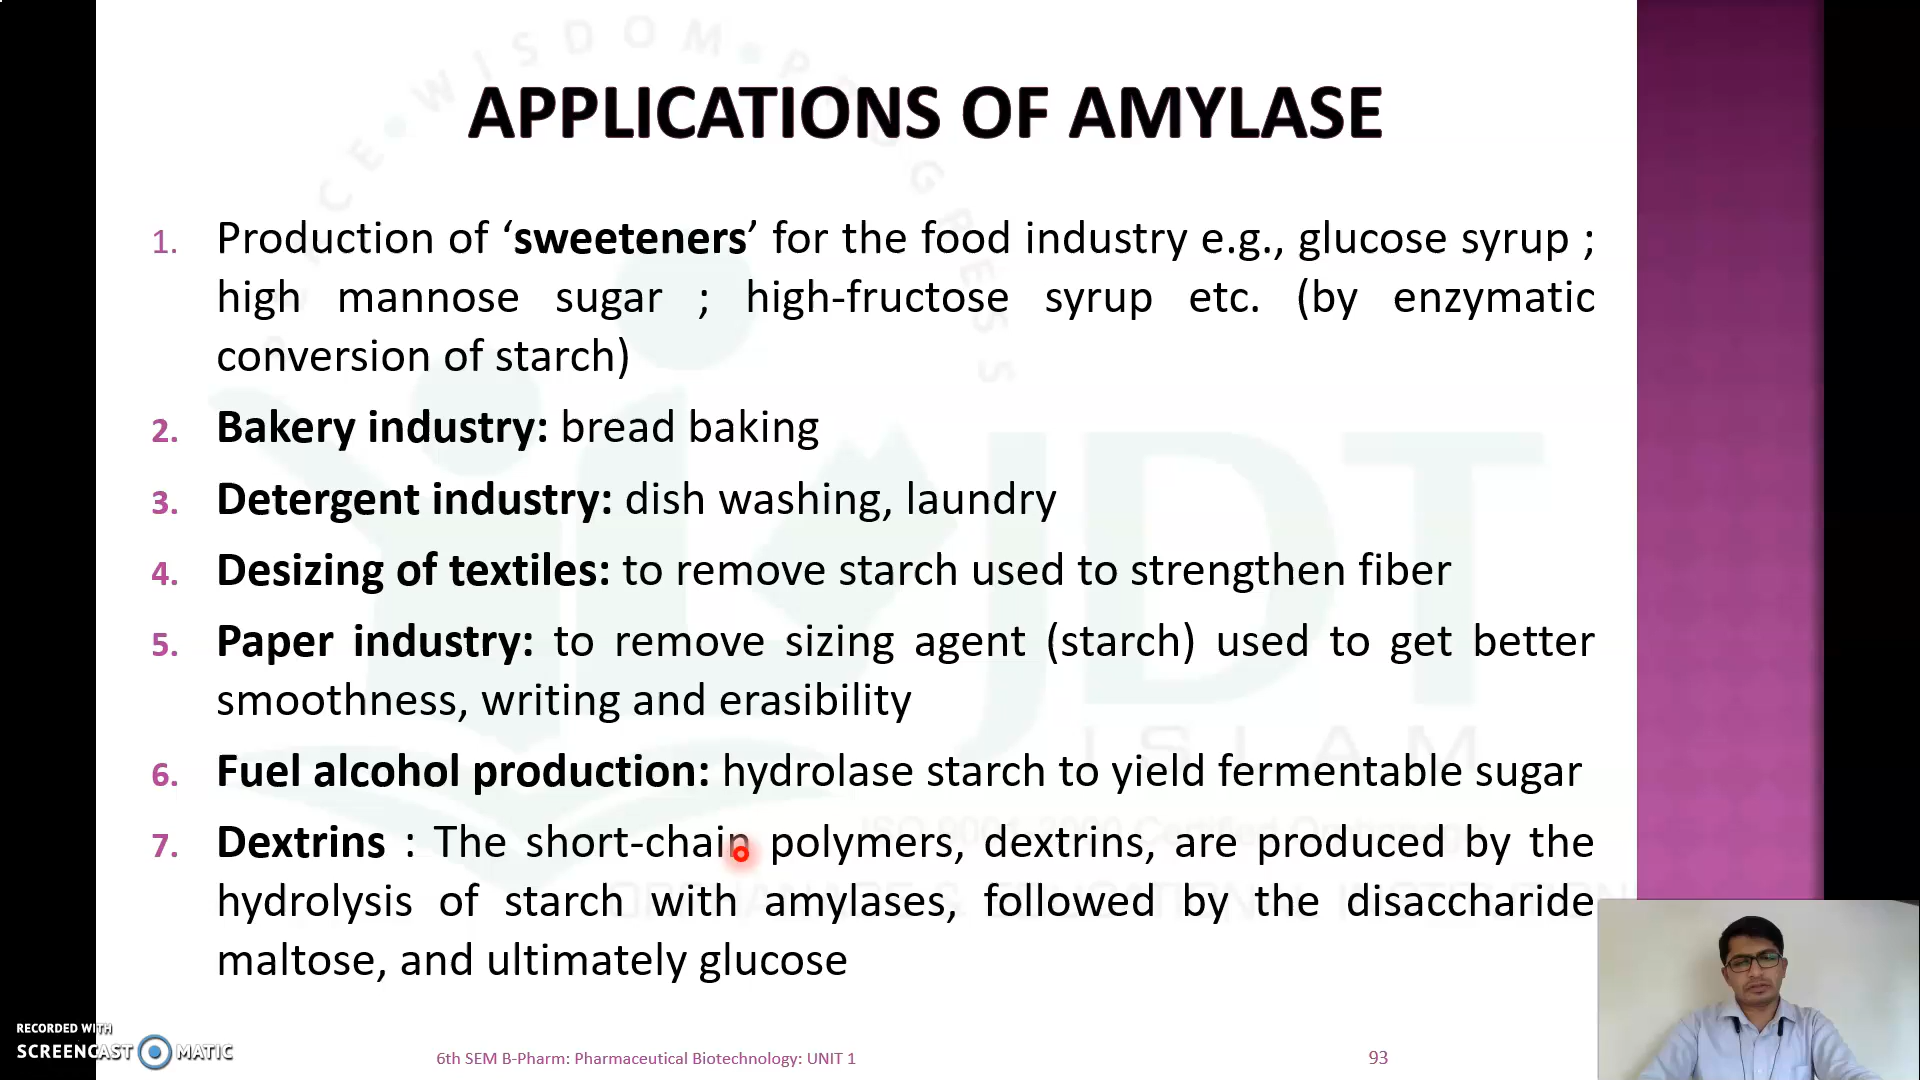 PEACE • WISDOM • PROGRESS
APPLICATIONS OF AMYLASE
1. Production of ‘sweeteners’ for the food industry e.g., glucose syrup ;
high mannose sugar ; high-fructose syrup etc. (by enzymatic
conversion of starch)
2. Bakery industry: bread baking
3. Detergent industry: dish washing, laundry
4. Desizing of textiles: to remove starch used to strengthen fiber
5. Paper industry: to remove sizing agent (starch) used to get better
smoothness, writing and erasibility
JDT
ISLAM
6. Fuel alcohol production: hydrolase starch to yield fermentable sugar
7. Dextrins : The short-chain polymers, dextrins, are produced by the
hydrolysis of starch with amylases, followed by the disaccharide
maltose, and ultimately glucose
RECORDED WITH
SCREENCAST MATIC
6th SEM B-Pharm: Pharmaceutical Biotechnology: UNIT 1
93